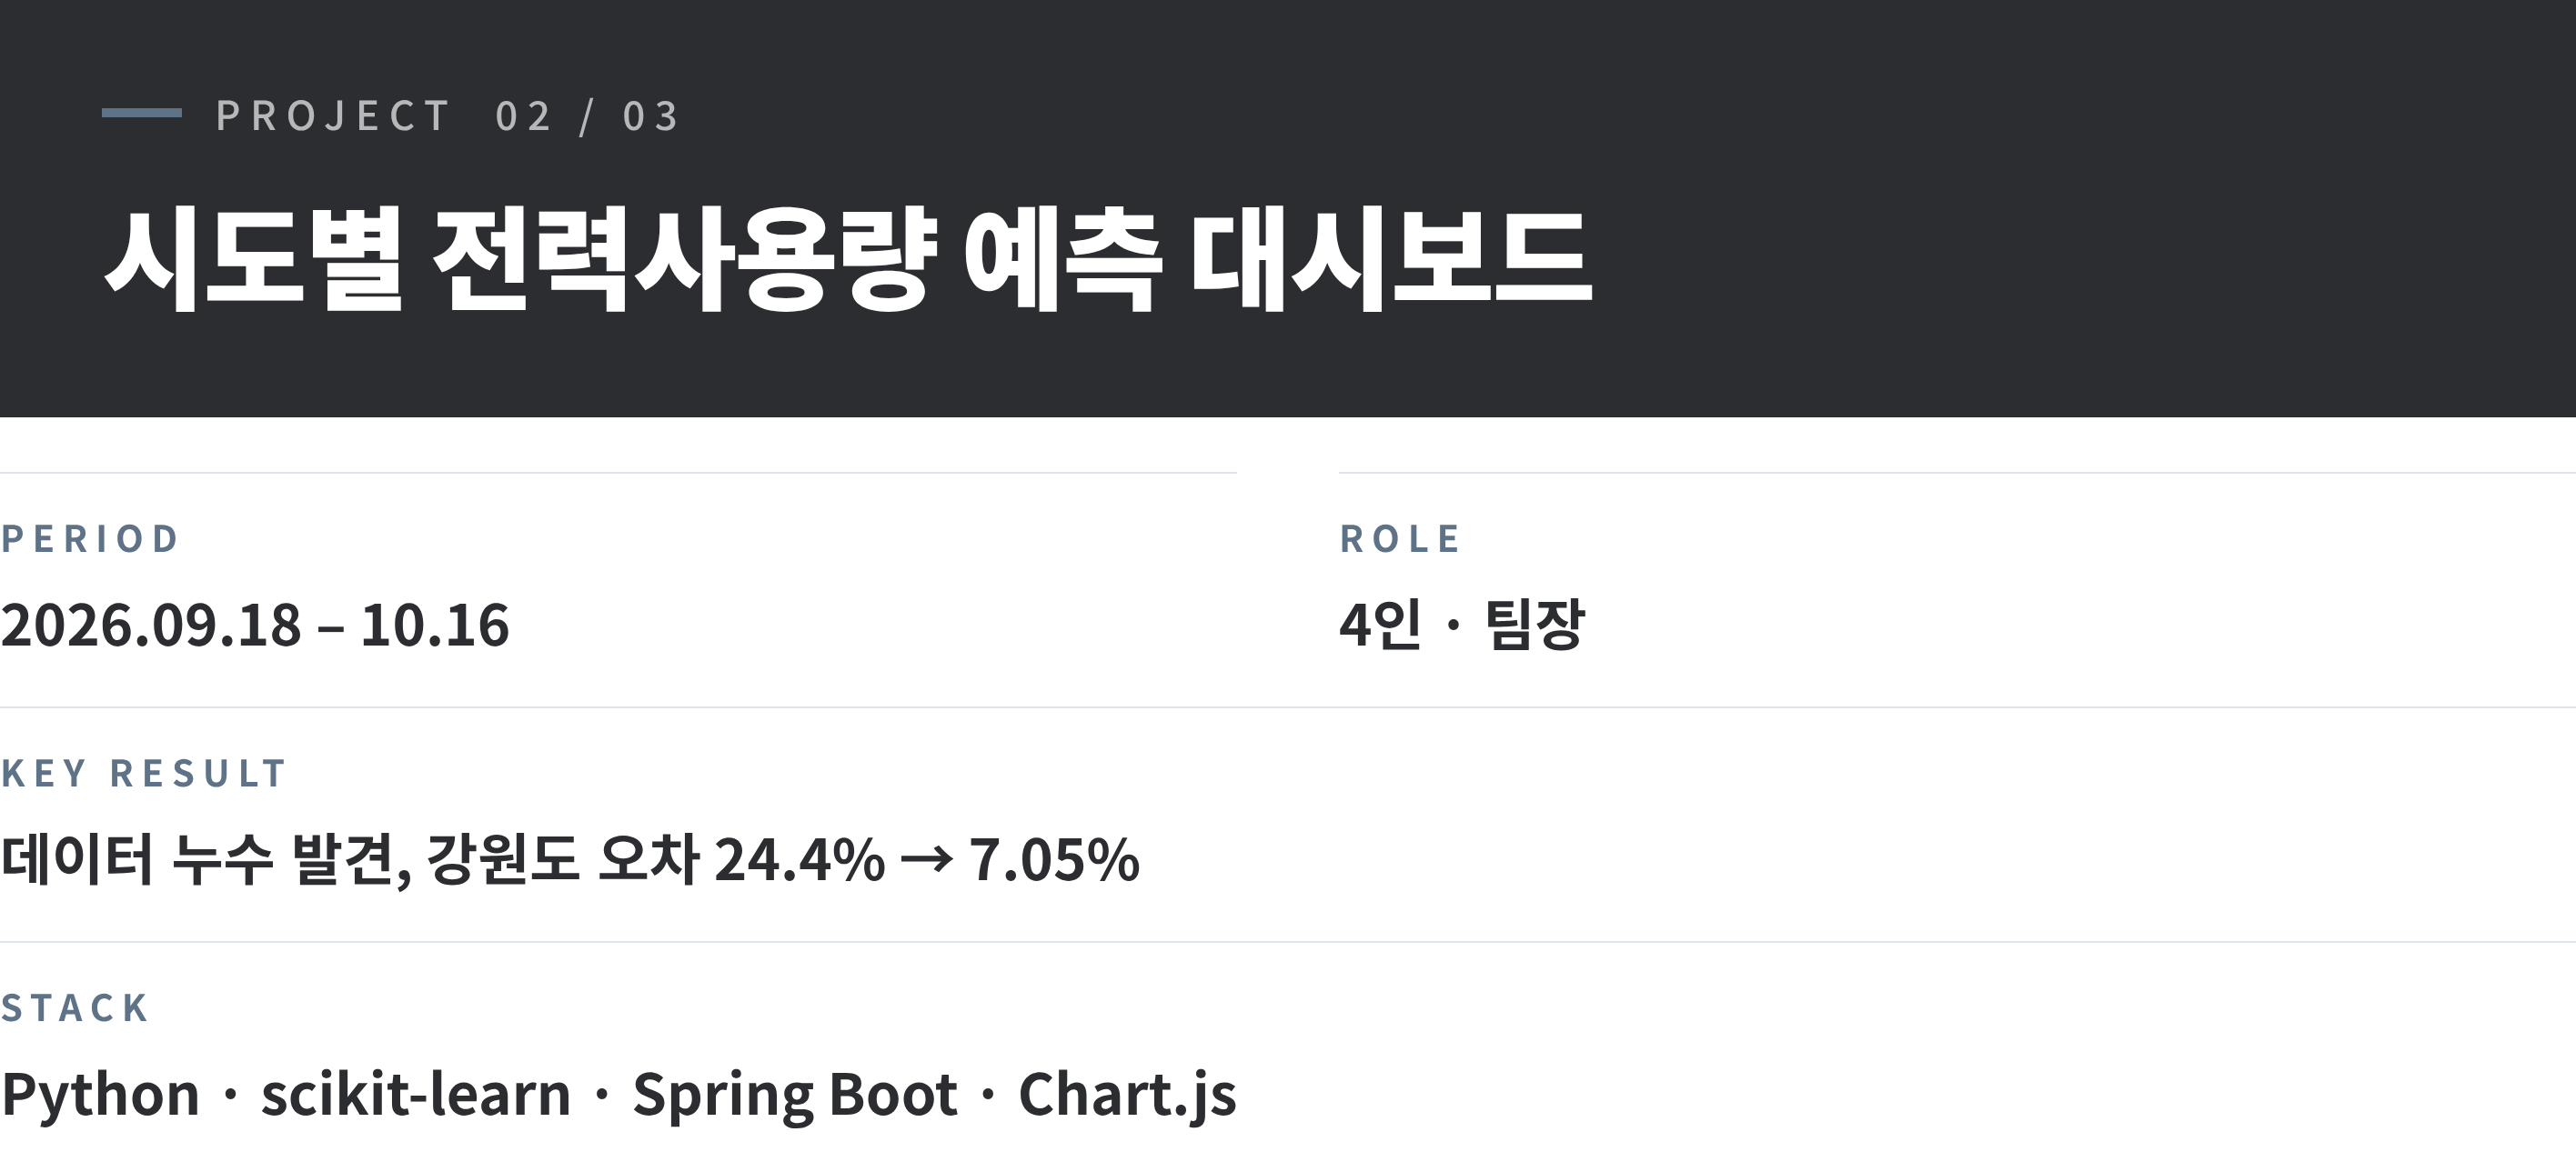 PROJECT 02 / 03
시도별 전력사용량 예측 대시보드
PERIOD
2026.09.18 – 10.16
ROLE
4인 · 팀장
KEY RESULT
데이터 누수 발견, 강원도 오차 24.4% → 7.05%
STACK
Python · scikit-learn · Spring Boot · Chart.js